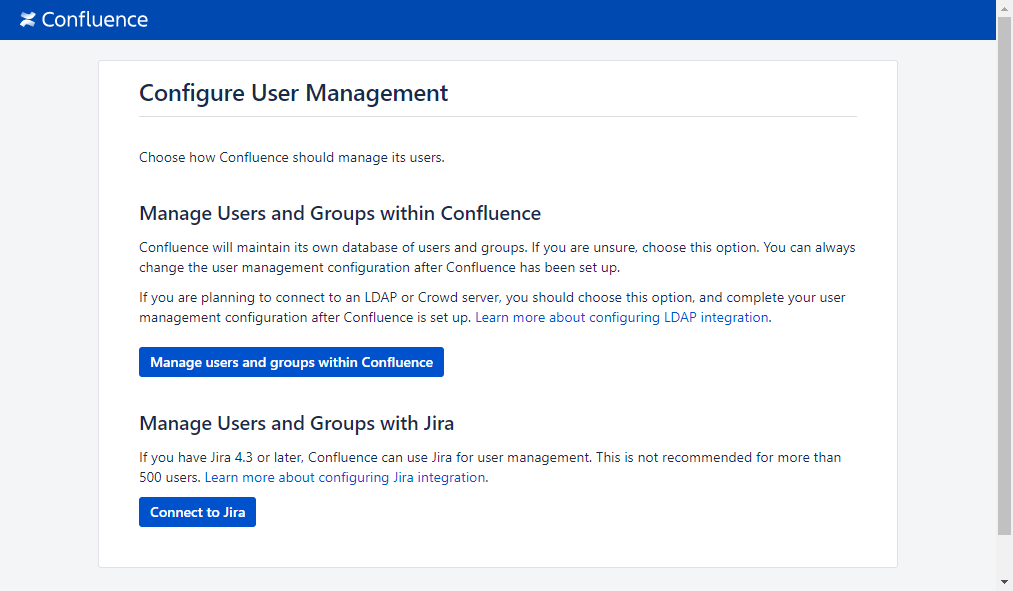 Confluence
Configure User Management
Choose how Confluence should manage its users.
Manage Users and Groups within Confluence
Confluence will maintain its own database of users and groups. If you are unsure, choose this option. You can always
change the user management configuration after Confluence has been set up.
If you are planning to connect to an LDAP or Crowd server, you should choose this option, and complete your user
management configuration after Confluence is set up. Learn more about configuring LDAP integration.
Manage users and groups within Confluence
Manage Users and Groups with Jira
If you have Jira 4.3 or later, Confluence can use Jira for user management. This is not recommended for more than
500 users. Learn more about configuring Jira integration.
Connect to Jira